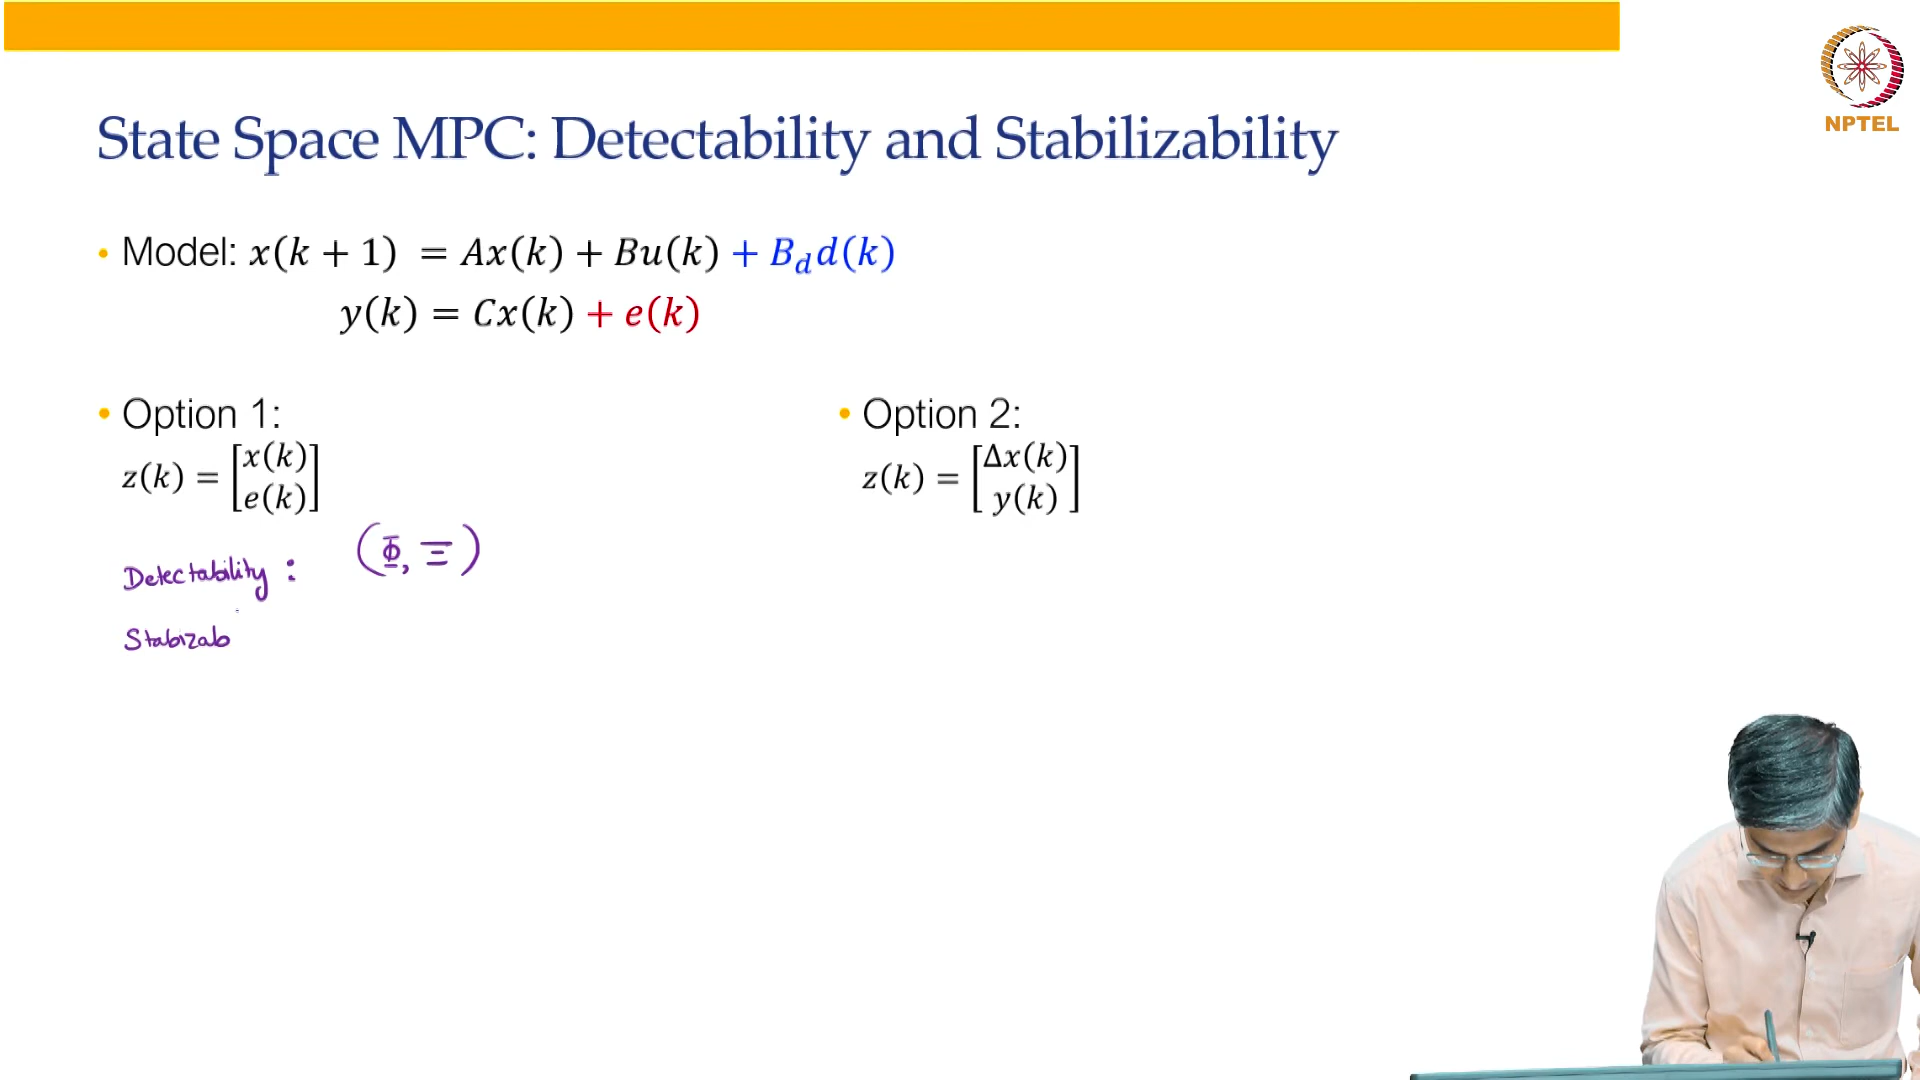 NPTEL
State Space MPC: Detectability and Stabilizability
• Model: x(k + 1) = Ax(k) + Bu(k) + B_d d(k)
y(k) = Cx(k) + e(k)
• Option 1:
z(k) = [x(k) e(k)]
Detectability : (Φ, Ξ)
Stabizab
• Option 2:
z(k) = [Δx(k) y(k)]